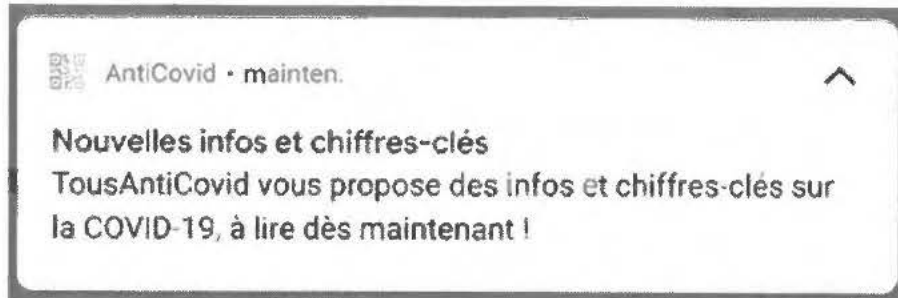 AntiCovid • mainten.
Nouvelles infos et chiffres-clés
TousAntiCovid vous propose des infos et chiffres-clés sur
la COVID-19, à lire dès maintenant !